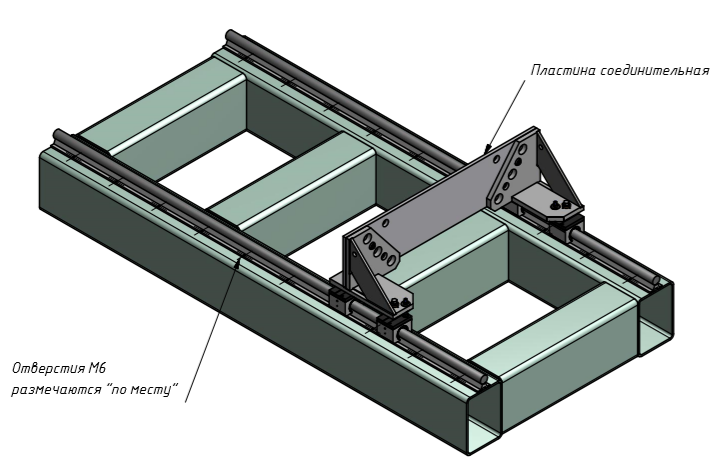 Пластина соединительная
Отверстия М6
размечаются "по месту"